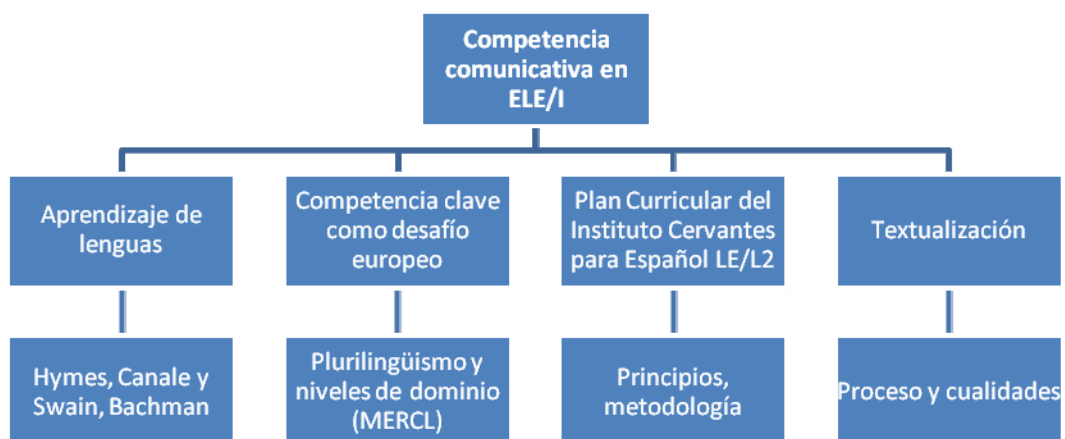 Competencia
comunicativa en
ELE/I
Aprendizaje de
lenguas
Competencia clave
como desafío
europeo
Plan Curricular del
Instituto Cervantes
para Español LE/L2
Textualización
Hymes, Canale y
Swain, Bachman
Plurilingüismo y
niveles de dominio
(MERCL)
Principios,
metodología
Proceso y cualidades